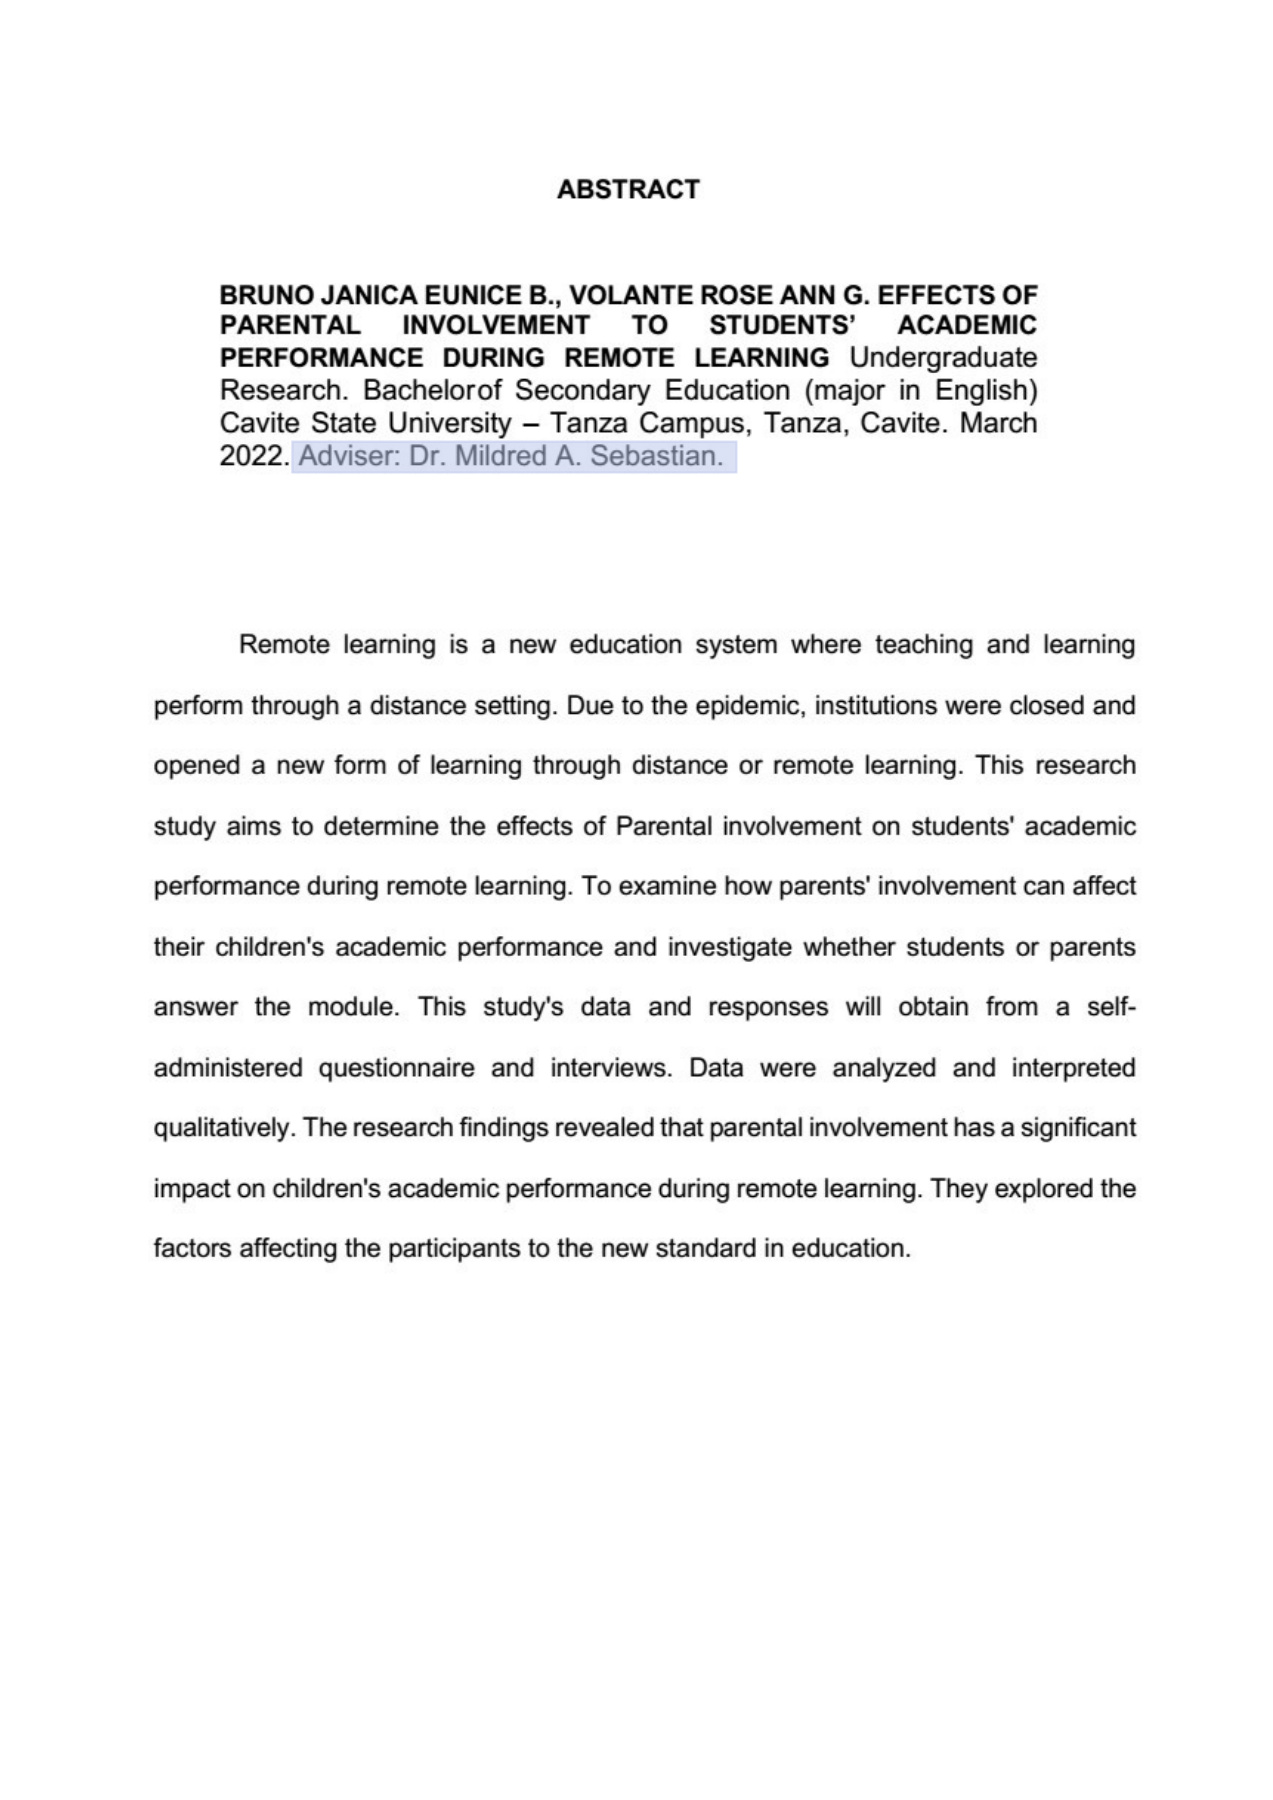 ABSTRACT
BRUNO JANICA EUNICE B., VOLANTE ROSE ANN G. EFFECTS OF
PARENTAL INVOLVEMENT TO STUDENTS’ ACADEMIC
PERFORMANCE DURING REMOTE LEARNING Undergraduate
Research. Bachelorof Secondary Education (major in English)
Cavite State University – Tanza Campus, Tanza, Cavite. March
2022. Adviser: Dr. Mildred A. Sebastian.
Remote learning is a new education system where teaching and learning
perform through a distance setting. Due to the epidemic, institutions were closed and
opened a new form of learning through distance or remote learning. This research
study aims to determine the effects of Parental involvement on students' academic
performance during remote learning. To examine how parents' involvement can affect
their children's academic performance and investigate whether students or parents
answer the module. This study's data and responses will obtain from a self-
administered questionnaire and interviews. Data were analyzed and interpreted
qualitatively. The research findings revealed that parental involvement has a significant
impact on children's academic performance during remote learning. They explored the
factors affecting the participants to the new standard in education.